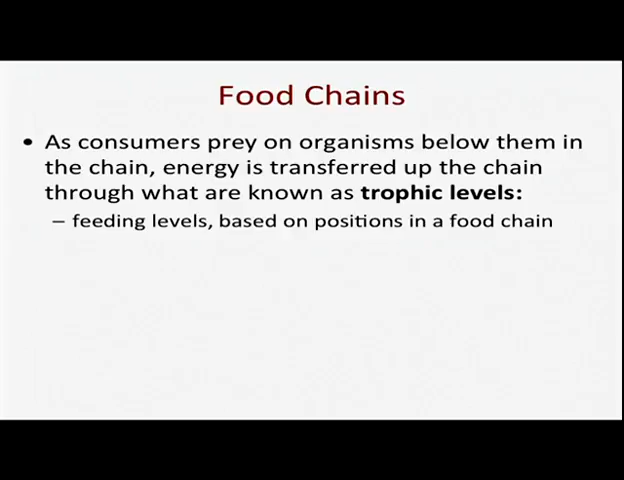 Food Chains
• As consumers prey on organisms below them in
the chain, energy is transferred up the chain
through what are known as trophic levels:
– feeding levels, based on positions in a food chain